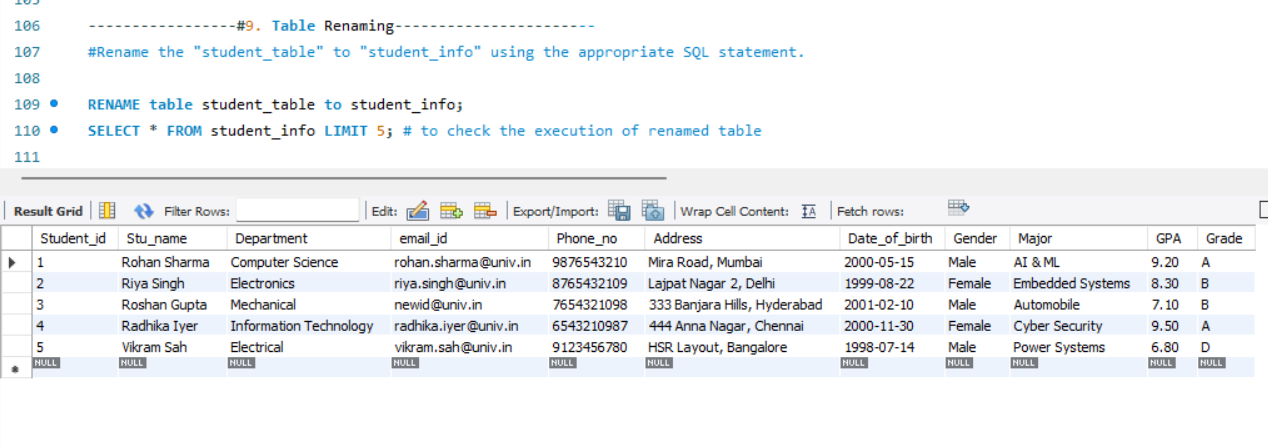 105
106 -----------------#9. Table Renaming-----------------------
107 #Rename the "student_table" to "student_info" using the appropriate SQL statement.
108
109 RENAME table student_table to student_info;
110 SELECT * FROM student_info LIMIT 5; # to check the execution of renamed table
111
Result Grid Filter Rows: Edit: Export/Import: Wrap Cell Content: IA Fetch rows:
Student_id Stu_name Department email_id Phone_no Address Date_of_birth Gender Major GPA Grade
1 Rohan Sharma Computer Science rohan.sharma@univ.in 9876543210 Mira Road, Mumbai 2000-05-15 Male AI & ML 9.20 A
2 Riya Singh Electronics riya.singh@univ.in 8765432109 Lajpat Nagar 2, Delhi 1999-08-22 Female Embedded Systems 8.30 B
3 Roshan Gupta Mechanical newid@univ.in 7654321098 333 Banjara Hills, Hyderabad 2001-02-10 Male Automobile 7.10 B
4 Radhika Iyer Information Technology radhika.iyer@univ.in 6543210987 444 Anna Nagar, Chennai 2000-11-30 Female Cyber Security 9.50 A
5 Vikram Sah Electrical vikram.sah@univ.in 9123456780 HSR Layout, Bangalore 1998-07-14 Male Power Systems 6.80 D
NULL NULL NULL NULL NULL NULL NULL NULL NULL NULL NULL